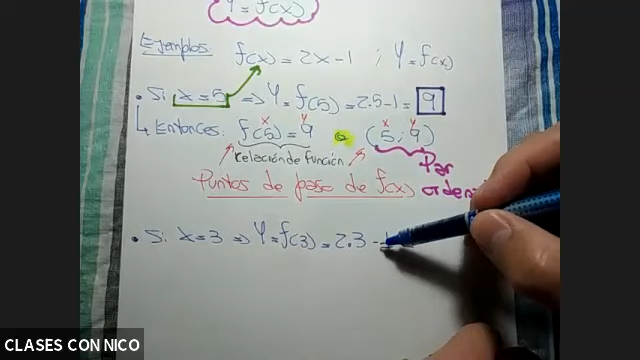 Y = f(x)
Ejemplos: f(x) = 2x - 1 ; Y = f(x)
• Si x = 5 => Y = f(5) = 2.5 - 1 = 9
x y x y
Entonces: f(5) = 9 (5 ; 9)
relación de función Par
Puntos de paso de f(x) orden
• Si x = 3 => Y = f(3) = 2.3 -
CLASES CON NICO